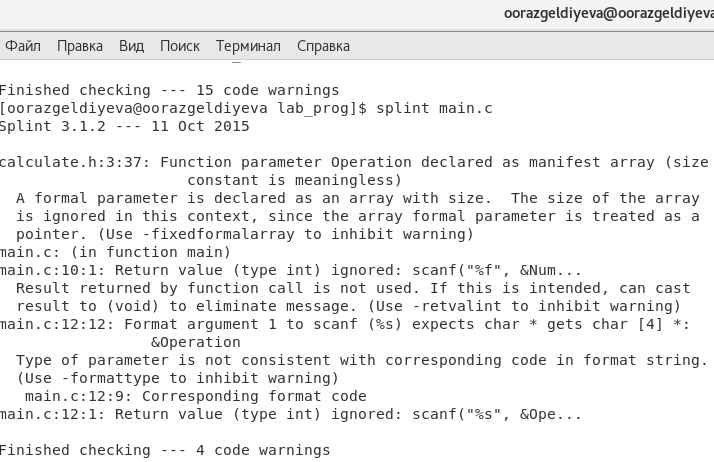 oorazgeldiyeva@oorazgeldiyeva
Файл Правка Вид Поиск Терминал Справка
Finished checking --- 15 code warnings
[oorazgeldiyeva@oorazgeldiyeva lab_prog]$ splint main.c
Splint 3.1.2 --- 11 Oct 2015
calculate.h:3:37: Function parameter Operation declared as manifest array (size
constant is meaningless)
A formal parameter is declared as an array with size.  The size of the array
is ignored in this context, since the array formal parameter is treated as a
pointer. (Use -fixedformalarray to inhibit warning)
main.c: (in function main)
main.c:10:1: Return value (type int) ignored: scanf("%f", &Num...
Result returned by function call is not used. If this is intended, can cast
result to (void) to eliminate message. (Use -retvalint to inhibit warning)
main.c:12:12: Format argument 1 to scanf (%s) expects char * gets char [4] *:
&Operation
Type of parameter is not consistent with corresponding code in format string.
(Use -formattype to inhibit warning)
main.c:12:9: Corresponding format code
main.c:12:1: Return value (type int) ignored: scanf("%s", &Ope...
Finished checking --- 4 code warnings